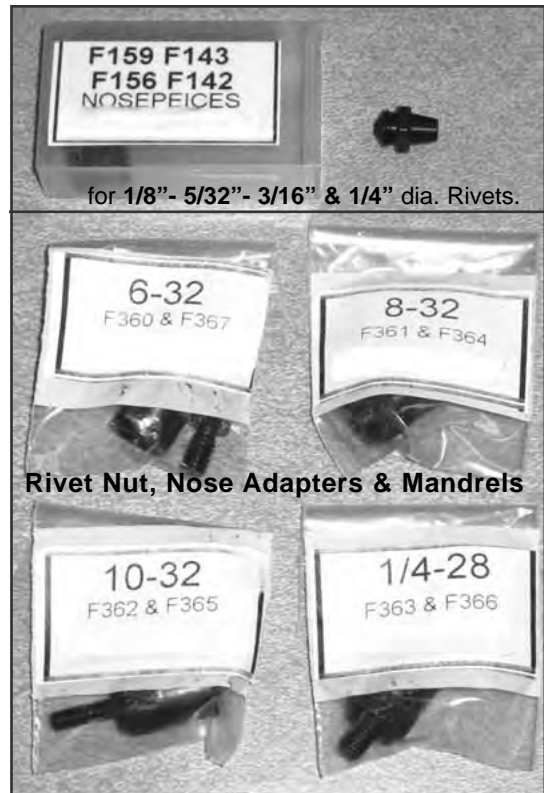 F159 F143
F156 F142
NOSEPEICES
for 1/8”- 5/32”- 3/16” & 1/4” dia. Rivets.
6-32
F360 & F367
8-32
F361 & F364
Rivet Nut, Nose Adapters & Mandrels
10-32
F362 & F365
1/4-28
F363 & F366